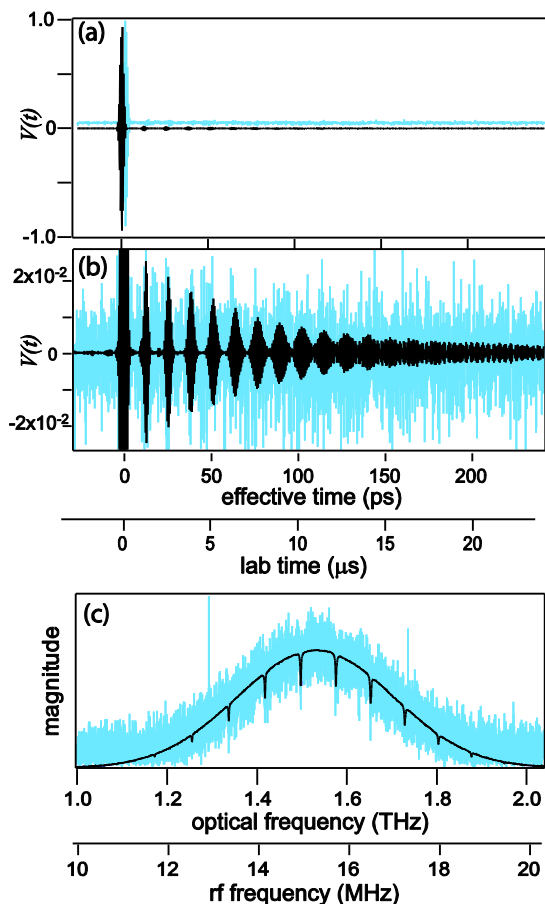 (a)
1.0
0
-1.0
V(t)
(b)
2x10⁻²
0
-2x10⁻²
V(t)
0 50 100 150 200
effective time (ps)
0 5 10 15 20
lab time (μs)
(c)
magnitude
1.0 1.2 1.4 1.6 1.8 2.0
optical frequency (THz)
10 12 14 16 18 20
rf frequency (MHz)